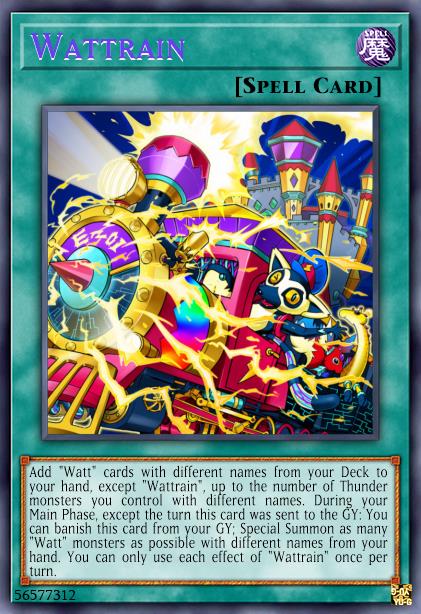 WATTRAIN
SPELL
魔
[SPELL CARD]
Add "Watt" cards with different names from your Deck to
your hand, except "Wattrain", up to the number of Thunder
monsters you control with different names. During your
Main Phase, except the turn this card was sent to the GY: You
can banish this card from your GY; Special Summon as many
"Watt" monsters as possible with different names from your
hand. You can only use each effect of "Wattrain" once per
turn.
56577312